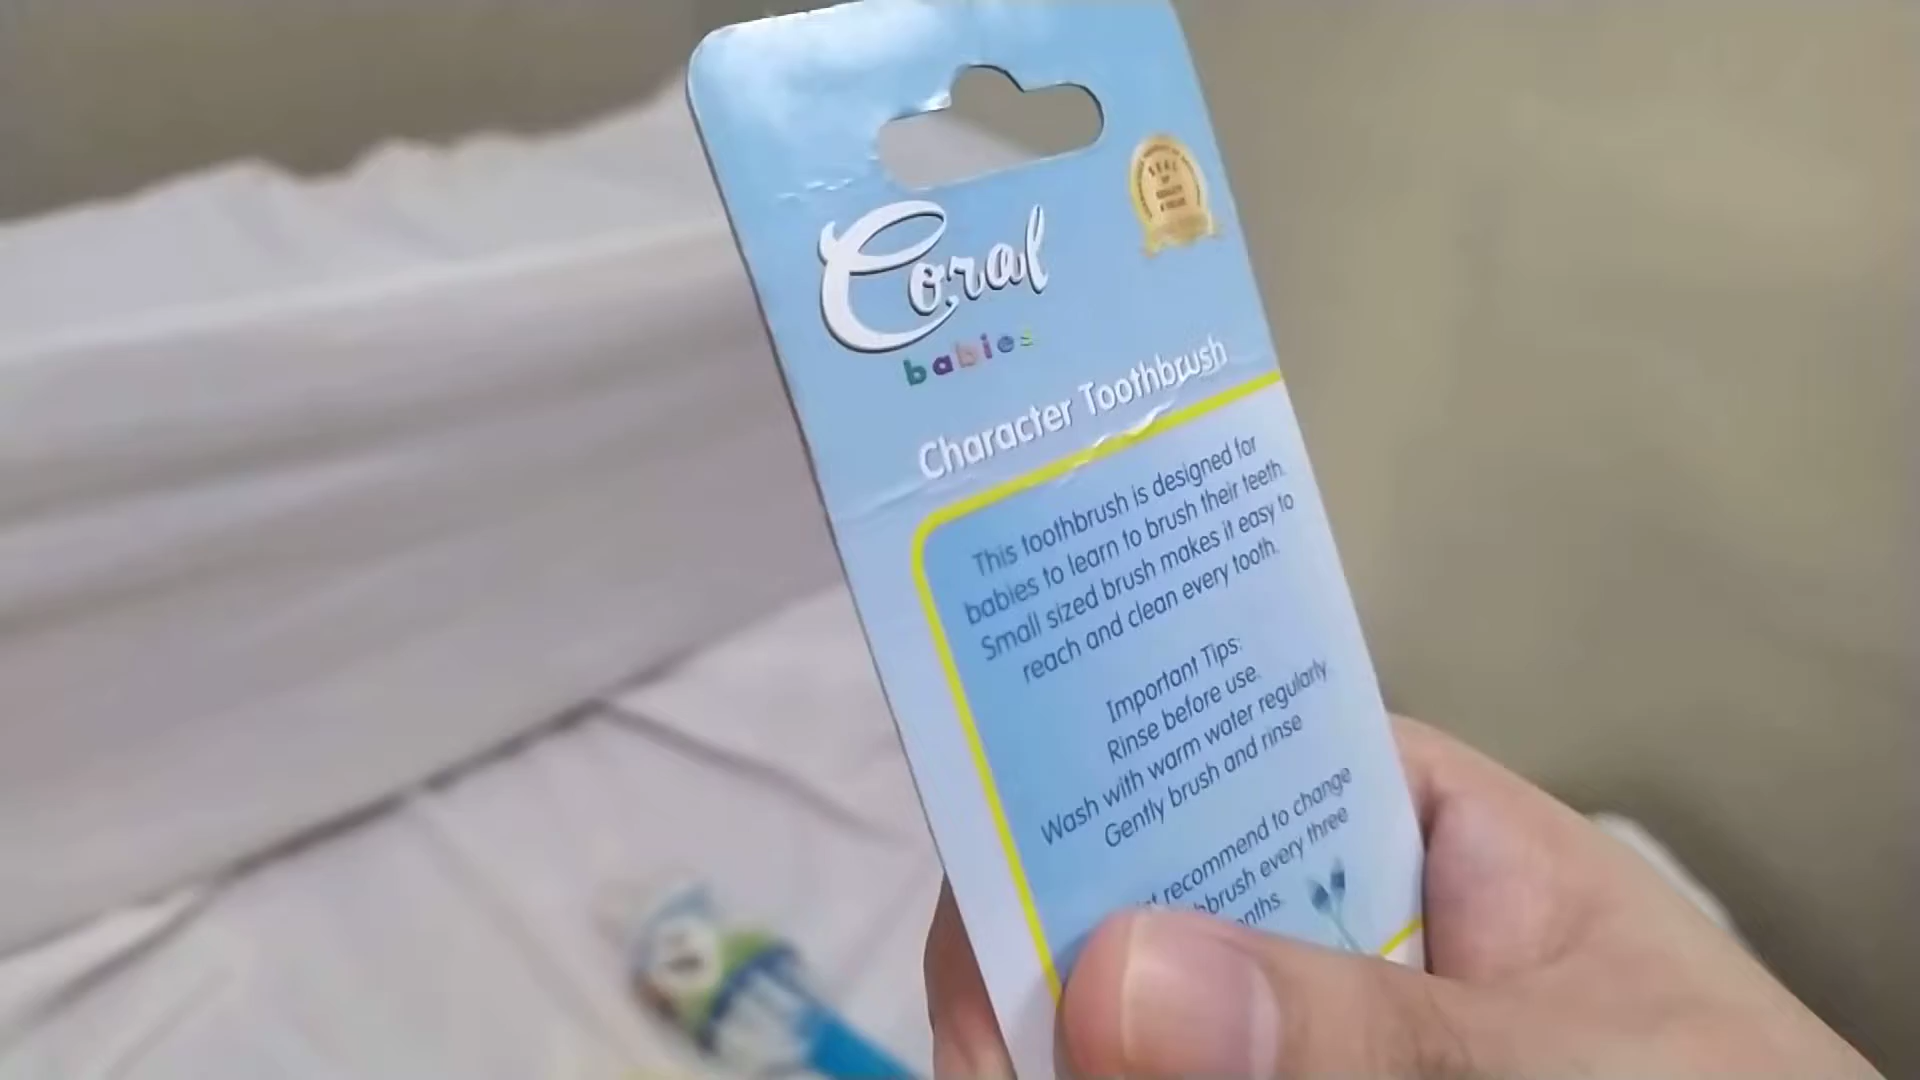 Coral
babies
Character Toothbrush
This toothbrush is designed for
babies to learn to brush their teeth.
Small sized brush makes it easy to
reach and clean every tooth.
Important Tips:
Rinse before use.
Wash with warm water regularly
Gently brush and rinse
recommend to change
every three